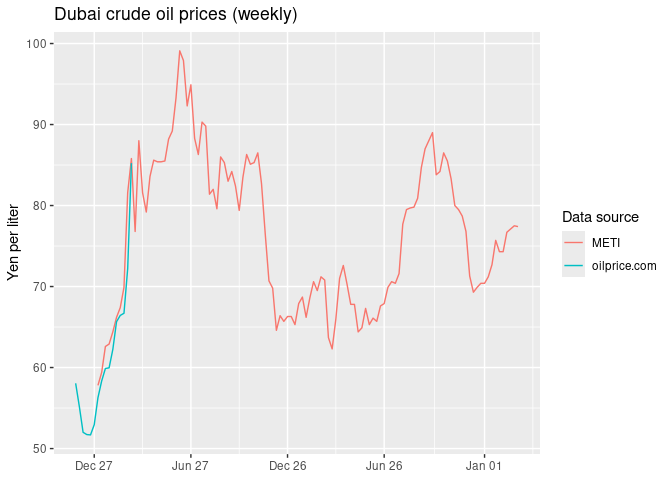 Dubai crude oil prices (weekly)
100
90
80
70
60
50
Yen per liter
Dec 27
Jun 27
Dec 26
Jun 26
Jan 01
Data source
METI
oilprice.com